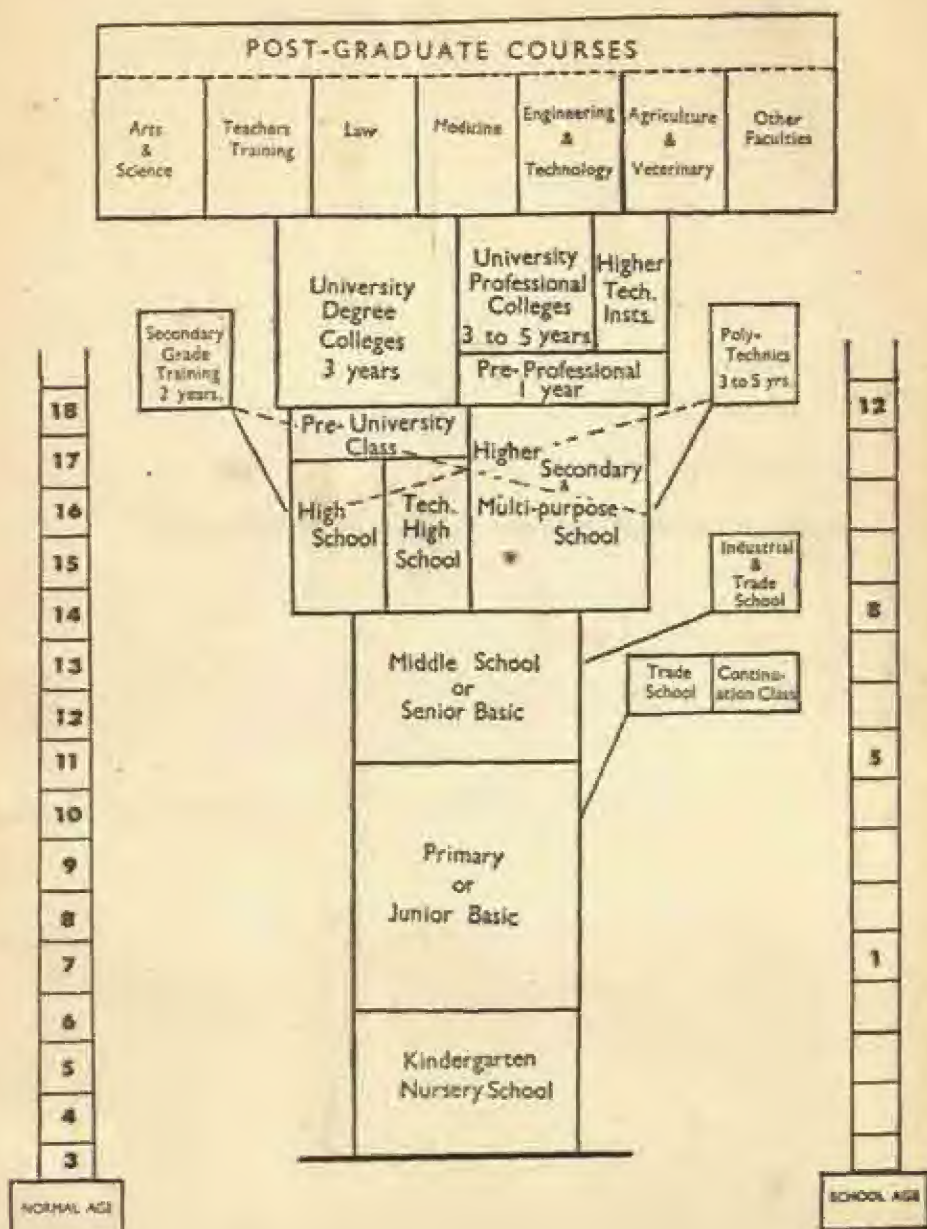 POST-GRADUATE COURSES
Arts
&
Science
Teachers
Training
Law
Medicine
Engineering
&
Technology
Agriculture
&
Veterinary
Other
Faculties
University
Degree
Colleges
3 years
University
Professional
Colleges
3 to 5 years
Higher
Tech.
Insts.
Pre-Professional
1 year
Secondary
Grade
Training
2 years.
Poly-
Technics
3 to 5 yrs.
Pre-University
Class
High
School
Tech.
High
School
Higher
Secondary
&
Multi-purpose
School
Industrial
&
Trade
School
Middle School
or
Senior Basic
Trade
School
Continu-
ation Class
Primary
or
Junior Basic
Kindergarten
Nursery School
18
17
16
15
14
13
12
11
10
9
8
7
6
5
4
3
NORMAL AGE
12
8
5
1
SCHOOL AGE